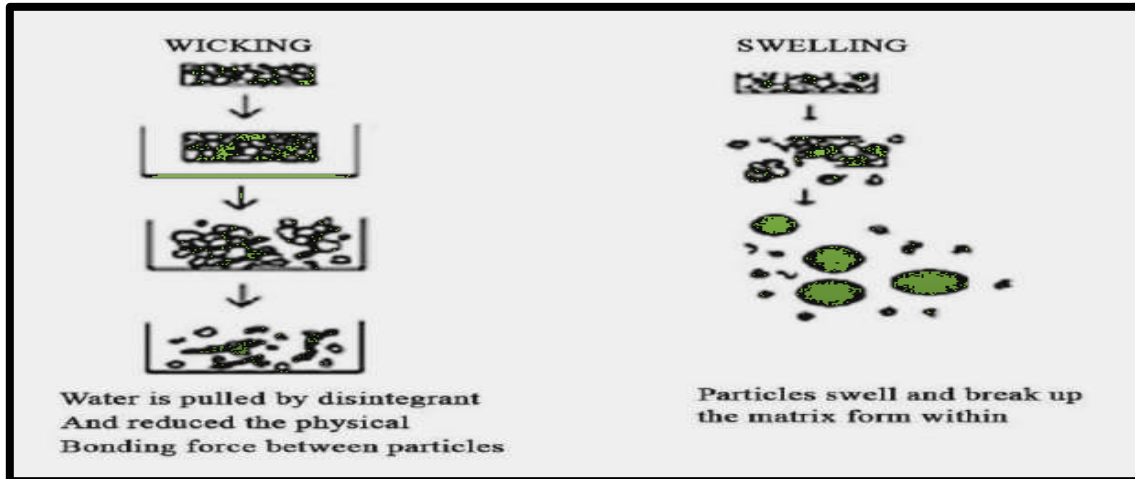 WICKING
Water is pulled by disintegrant
And reduced the physical
Bonding force between particles
SWELLING
Particles swell and break up
the matrix form within